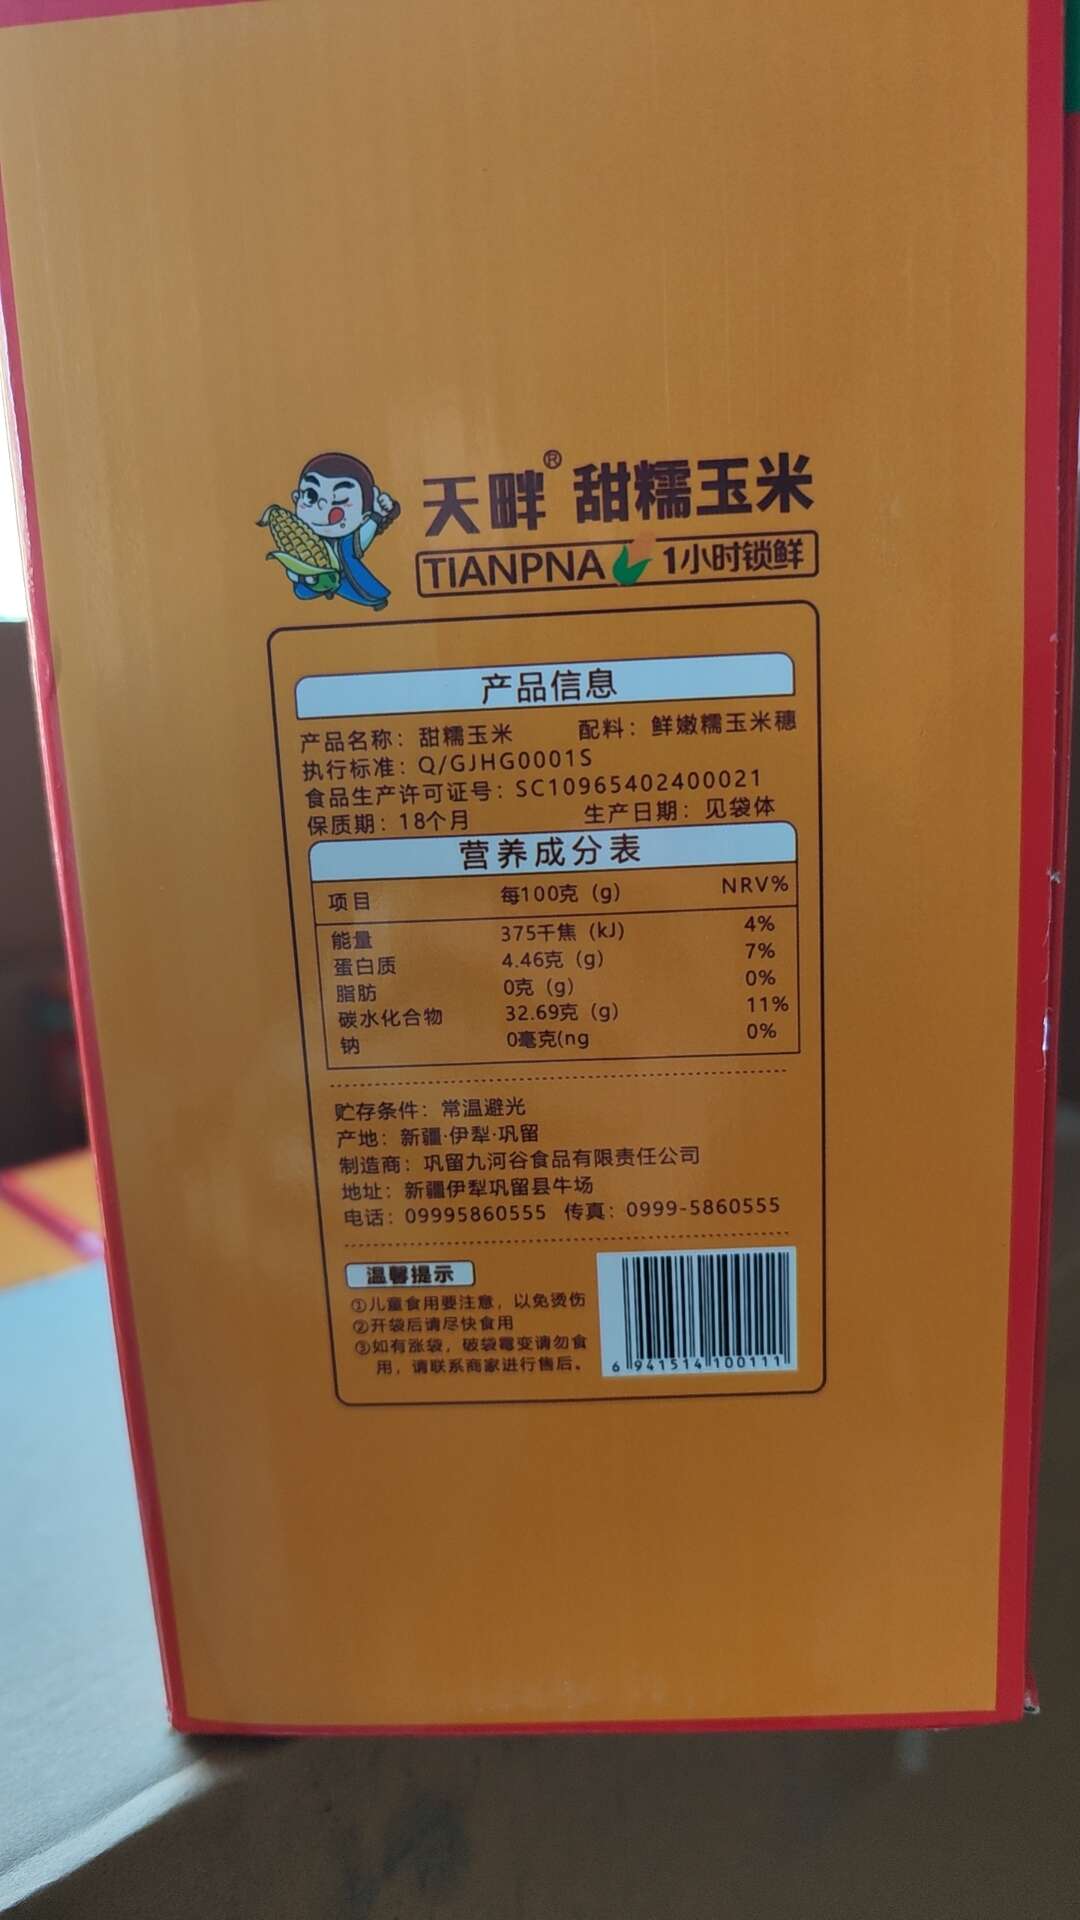 天畔® 甜糯玉米
TIANPNA 1小时锁鲜
产品信息
产品名称：甜糯玉米 配料：鲜嫩糯玉米穗
执行标准：Q/GJHG0001S
食品生产许可证号：SC10965402400021
保质期：18个月 生产日期：见袋体
营养成分表
项目 每100克（g） NRV%
能量 375千焦（kJ） 4%
蛋白质 4.46克（g） 7%
脂肪 0克（g） 0%
碳水化合物 32.69克（g） 11%
钠 0毫克(ng 0%
贮存条件：常温避光
产地：新疆·伊犁·巩留
制造商：巩留九河谷食品有限责任公司
地址：新疆伊犁巩留县牛场
电话：09995860555 传真：0999-5860555
温馨提示
①儿童食用要注意，以免烫伤
②开袋后请尽快食用
③如有涨袋，破袋霉变请勿食
用，请联系商家进行售后。
6 941514 100111